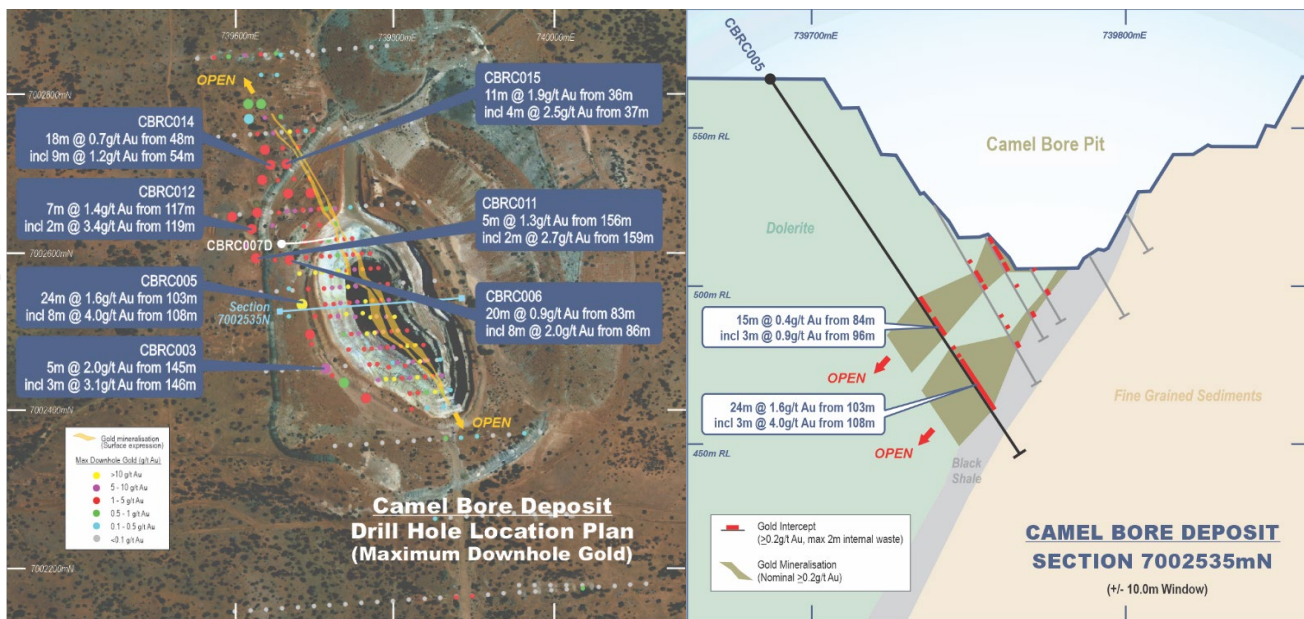 739600mE
739800mE
740000mE
7002800mN
OPEN
CBRC015
11m @ 1.9g/t Au from 36m
incl 4m @ 2.5g/t Au from 37m
CBRC014
18m @ 0.7g/t Au from 48m
incl 9m @ 1.2g/t Au from 54m
CBRC012
7m @ 1.4g/t Au from 117m
incl 2m @ 3.4g/t Au from 119m
CBRC011
5m @ 1.3g/t Au from 156m
incl 2m @ 2.7g/t Au from 159m
CBRC007D
7002600mN
CBRC005
24m @ 1.6g/t Au from 103m
incl 8m @ 4.0g/t Au from 108m
Section
7002535N
CBRC006
20m @ 0.9g/t Au from 83m
incl 8m @ 2.0g/t Au from 86m
CBRC003
5m @ 2.0g/t Au from 145m
incl 3m @ 3.1g/t Au from 146m
7002400mN
OPEN
Gold mineralisation
(Surface expression)
Max Downhole Gold (g/t Au)
>10 g/t Au
5 - 10 g/t Au
1 - 5 g/t Au
0.5 - 1 g/t Au
0.1 - 0.5 g/t Au
<0.1 g/t Au
Camel Bore Deposit
Drill Hole Location Plan
(Maximum Downhole Gold)
7002200mN
CBRC005
739700mE
739800mE
550m RL
Camel Bore Pit
Dolerite
500m RL
15m @ 0.4g/t Au from 84m
incl 3m @ 0.9g/t Au from 96m
OPEN
24m @ 1.6g/t Au from 103m
incl 3m @ 4.0g/t Au from 108m
OPEN
Fine Grained Sediments
450m RL
Black
Shale
Gold Intercept
(≥0.2g/t Au, max 2m internal waste)
Gold Mineralisation
(Nominal ≥0.2g/t Au)
CAMEL BORE DEPOSIT
SECTION 7002535mN
(+/- 10.0m Window)